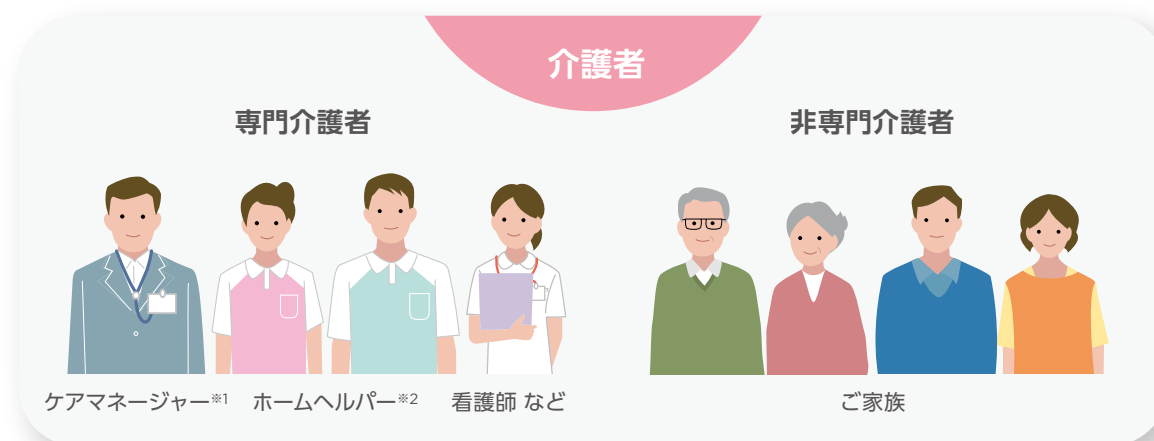 介護者
専門介護者
非専門介護者
ケアマネージャー※1
ホームヘルパー※2
看護師 など
ご家族